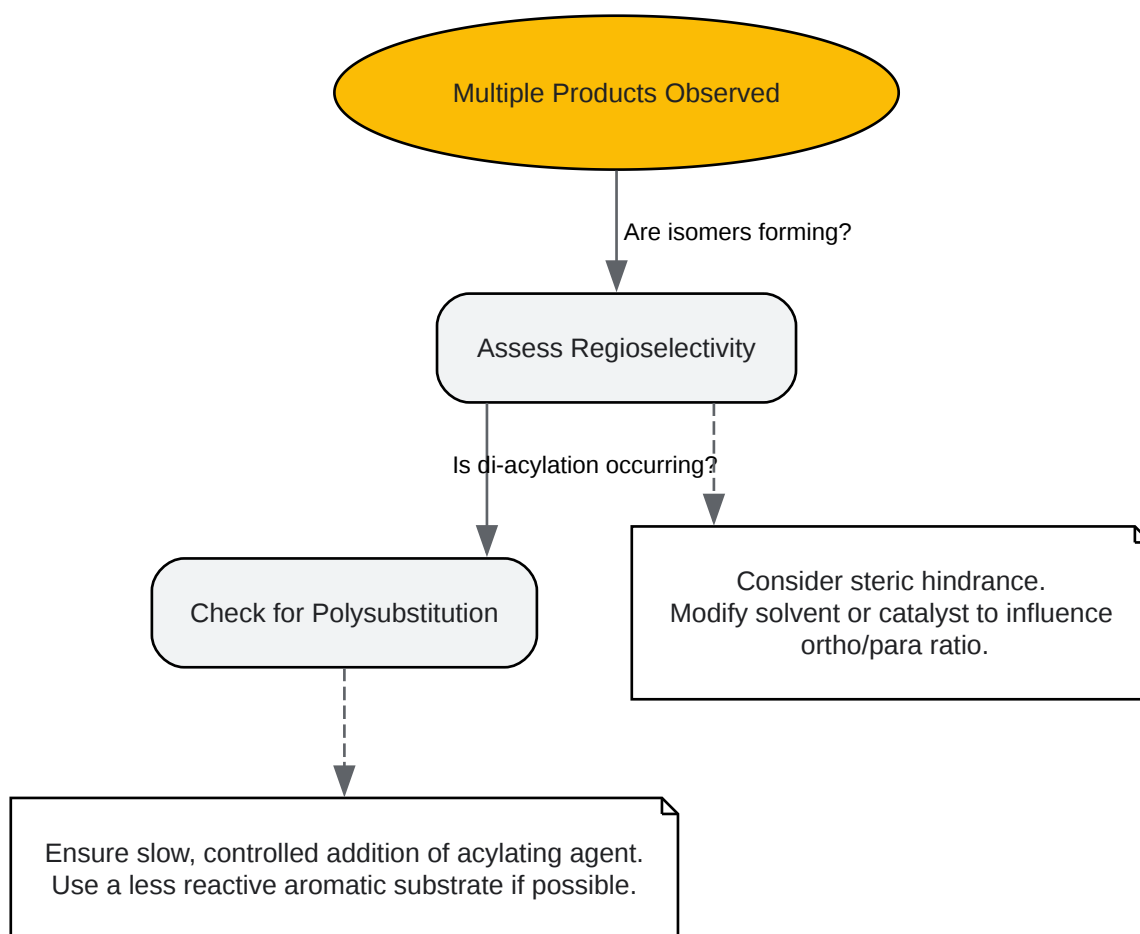 Multiple Products Observed
Are isomers forming?
Assess Regioselectivity
Is di-acylation occurring?
Consider steric hindrance.
Modify solvent or catalyst to influence
ortho/para ratio.
Check for Polysubstitution
Ensure slow, controlled addition of acylating agent.
Use a less reactive aromatic substrate if possible.